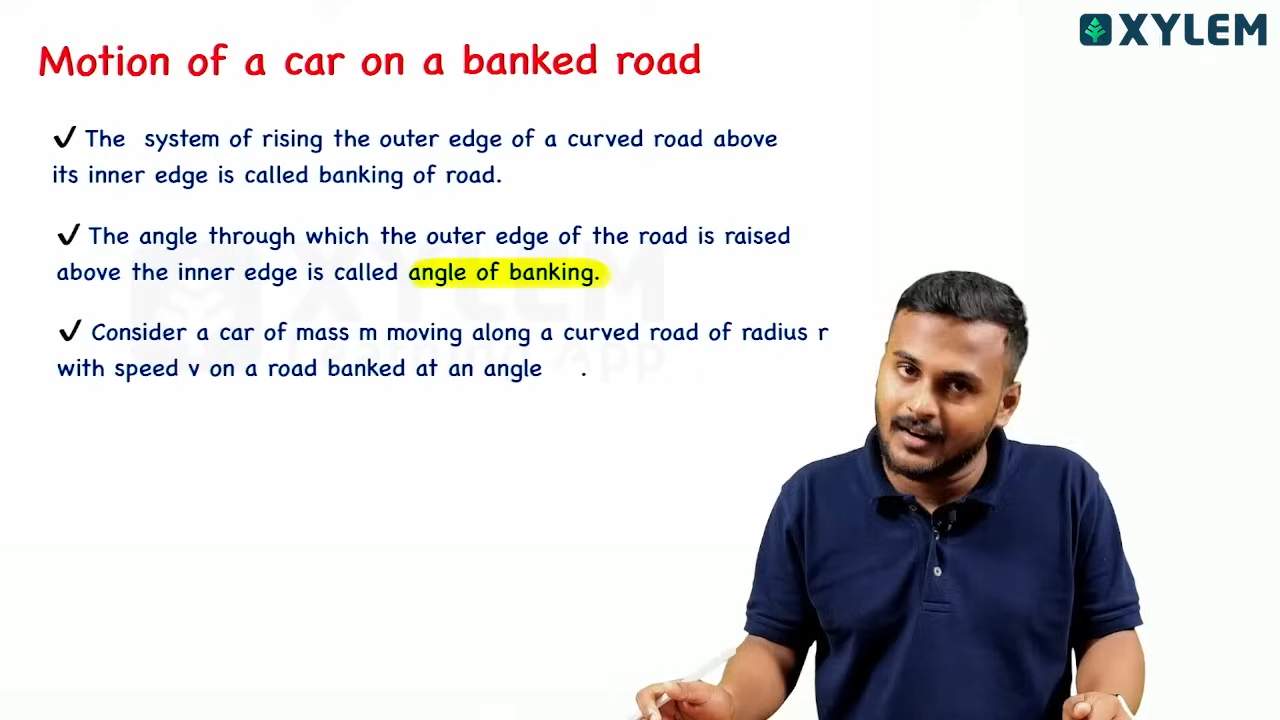 XYLEM
Motion of a car on a banked road
✓ The system of rising the outer edge of a curved road above
its inner edge is called banking of road.
✓ The angle through which the outer edge of the road is raised
above the inner edge is called angle of banking.
✓ Consider a car of mass m moving along a curved road of radius r
with speed v on a road banked at an angle .
XYLEM
Learning App